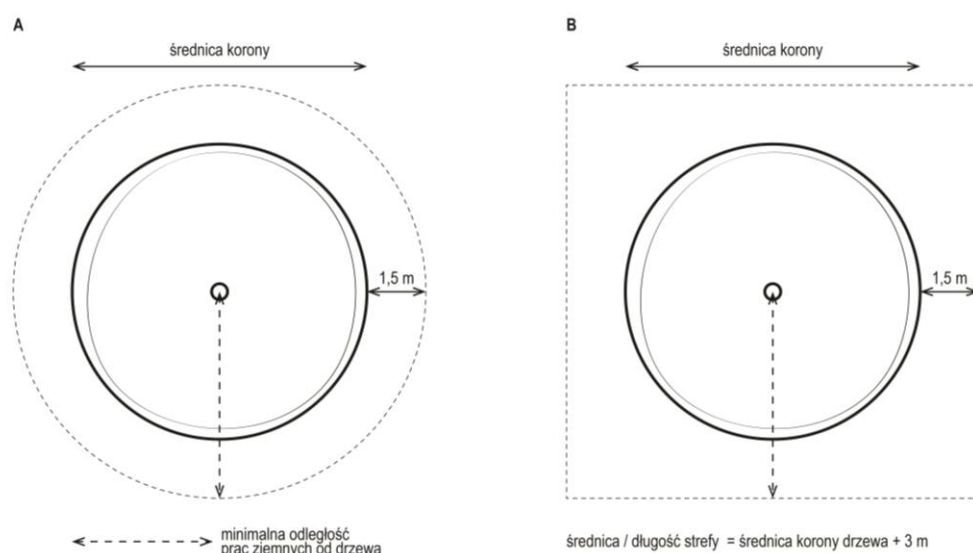 A
średnica korony
1,5 m
minimalna odległość
prac ziemnych od drzewa
B
średnica korony
1,5 m
średnica / długość strefy = średnica korony drzewa + 3 m